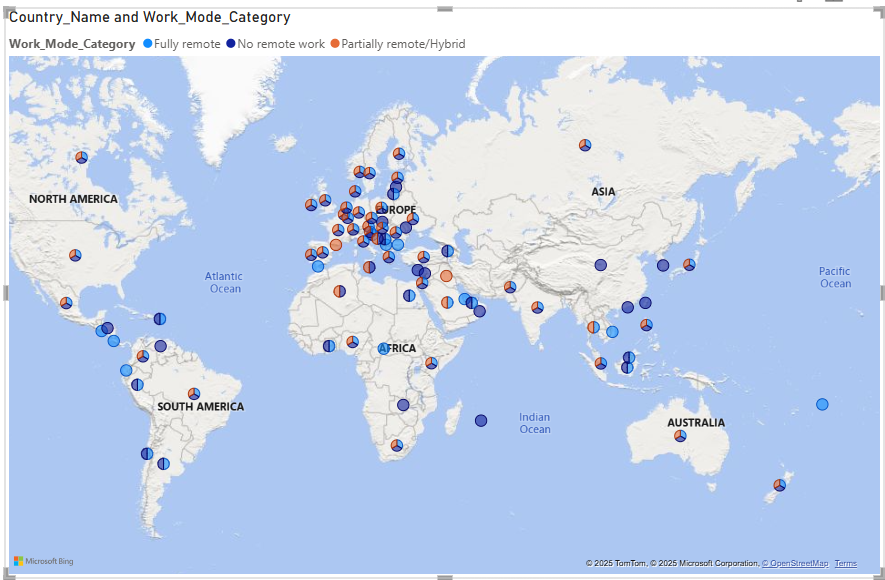 Country_Name and Work_Mode_Category
Work_Mode_Category Fully remote No remote work Partially remote/Hybrid
NORTH AMERICA
EUROPE
ASIA
Atlantic
Ocean
Pacific
Ocean
AFRICA
SOUTH AMERICA
Indian
Ocean
AUSTRALIA
Microsoft Bing
© 2025 TomTom, © 2025 Microsoft Corporation, © OpenStreetMap Terms